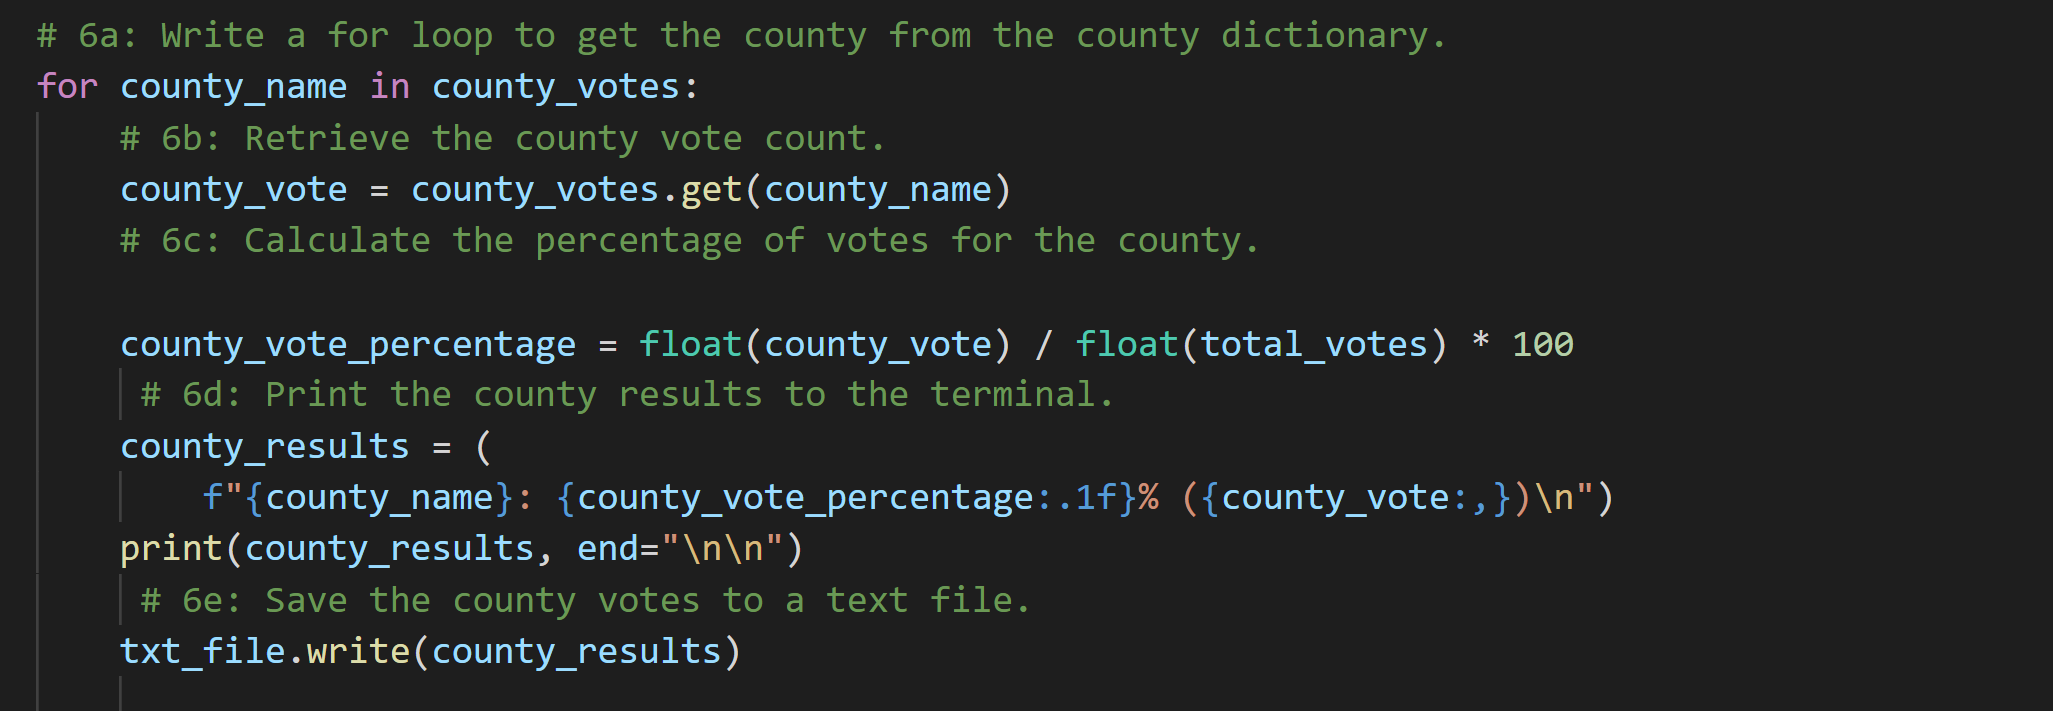 # 6a: Write a for loop to get the county from the county dictionary.
for county_name in county_votes:
    # 6b: Retrieve the county vote count.
    county_vote = county_votes.get(county_name)
    # 6c: Calculate the percentage of votes for the county.

    county_vote_percentage = float(county_vote) / float(total_votes) * 100
     # 6d: Print the county results to the terminal.
    county_results = (
        f"{county_name}: {county_vote_percentage:.1f}% ({county_vote:,})\n")
    print(county_results, end="\n\n")
     # 6e: Save the county votes to a text file.
    txt_file.write(county_results)